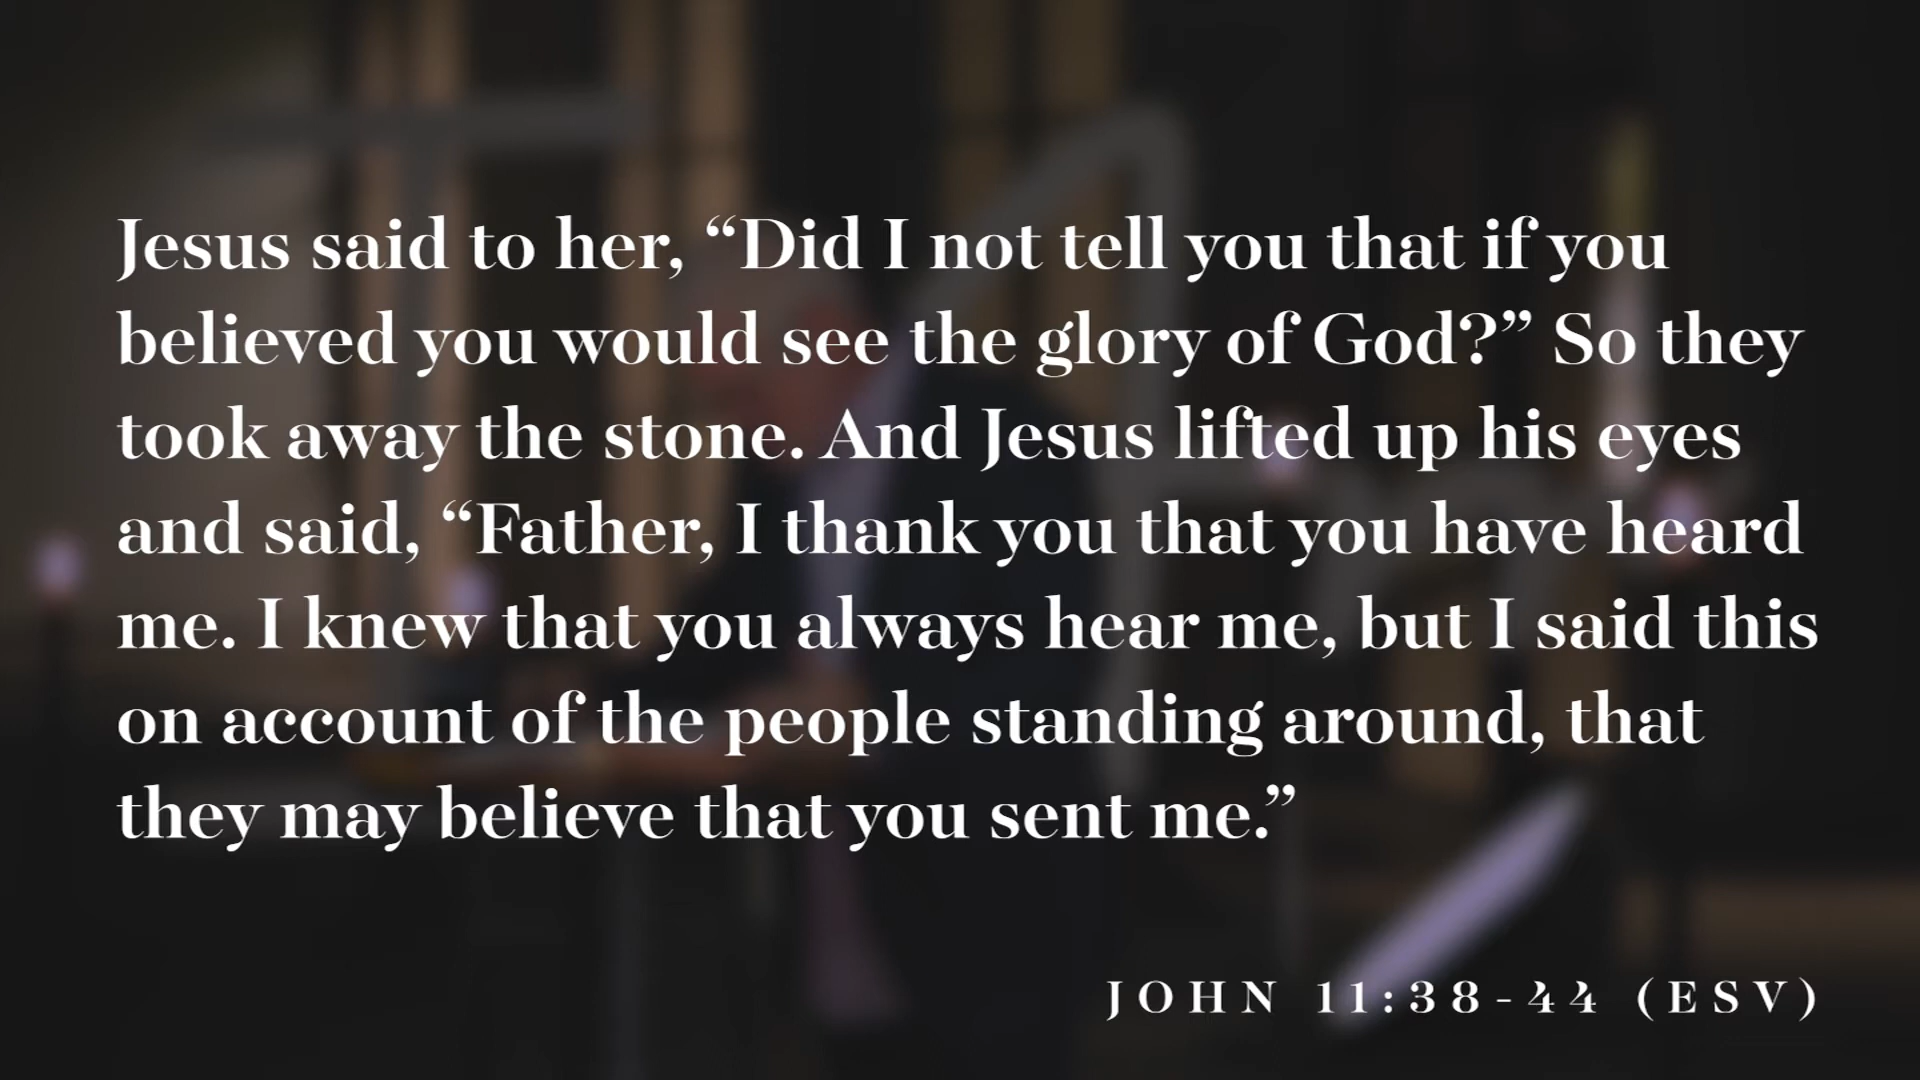 Jesus said to her, “Did I not tell you that if you
believed you would see the glory of God?” So they
took away the stone. And Jesus lifted up his eyes
and said, “Father, I thank you that you have heard
me. I knew that you always hear me, but I said this
on account of the people standing around, that
they may believe that you sent me.”
JOHN 11:38-44 (ESV)